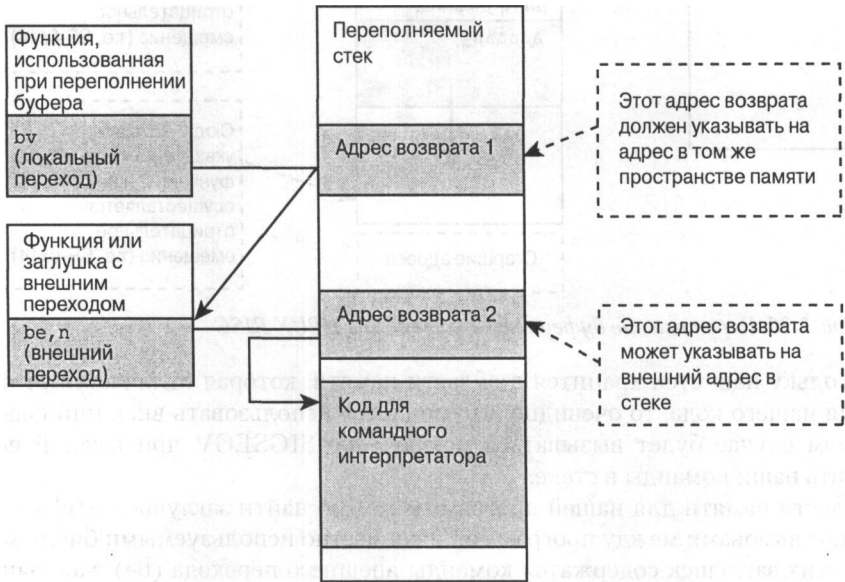 Функция,
использованная
при переполнении
буфера
bv
(локальный
переход)
Функция или
заглушка с
внешним
переходом
be,n
(внешний
переход)
Переполняемый
стек
Адрес возврата 1
Адрес возврата 2
Код для
командного
интерпретатора
Этот адрес возврата
должен указывать на
адрес в том же
пространстве памяти
Этот адрес возврата
может указывать на
внешний адрес в
стеке